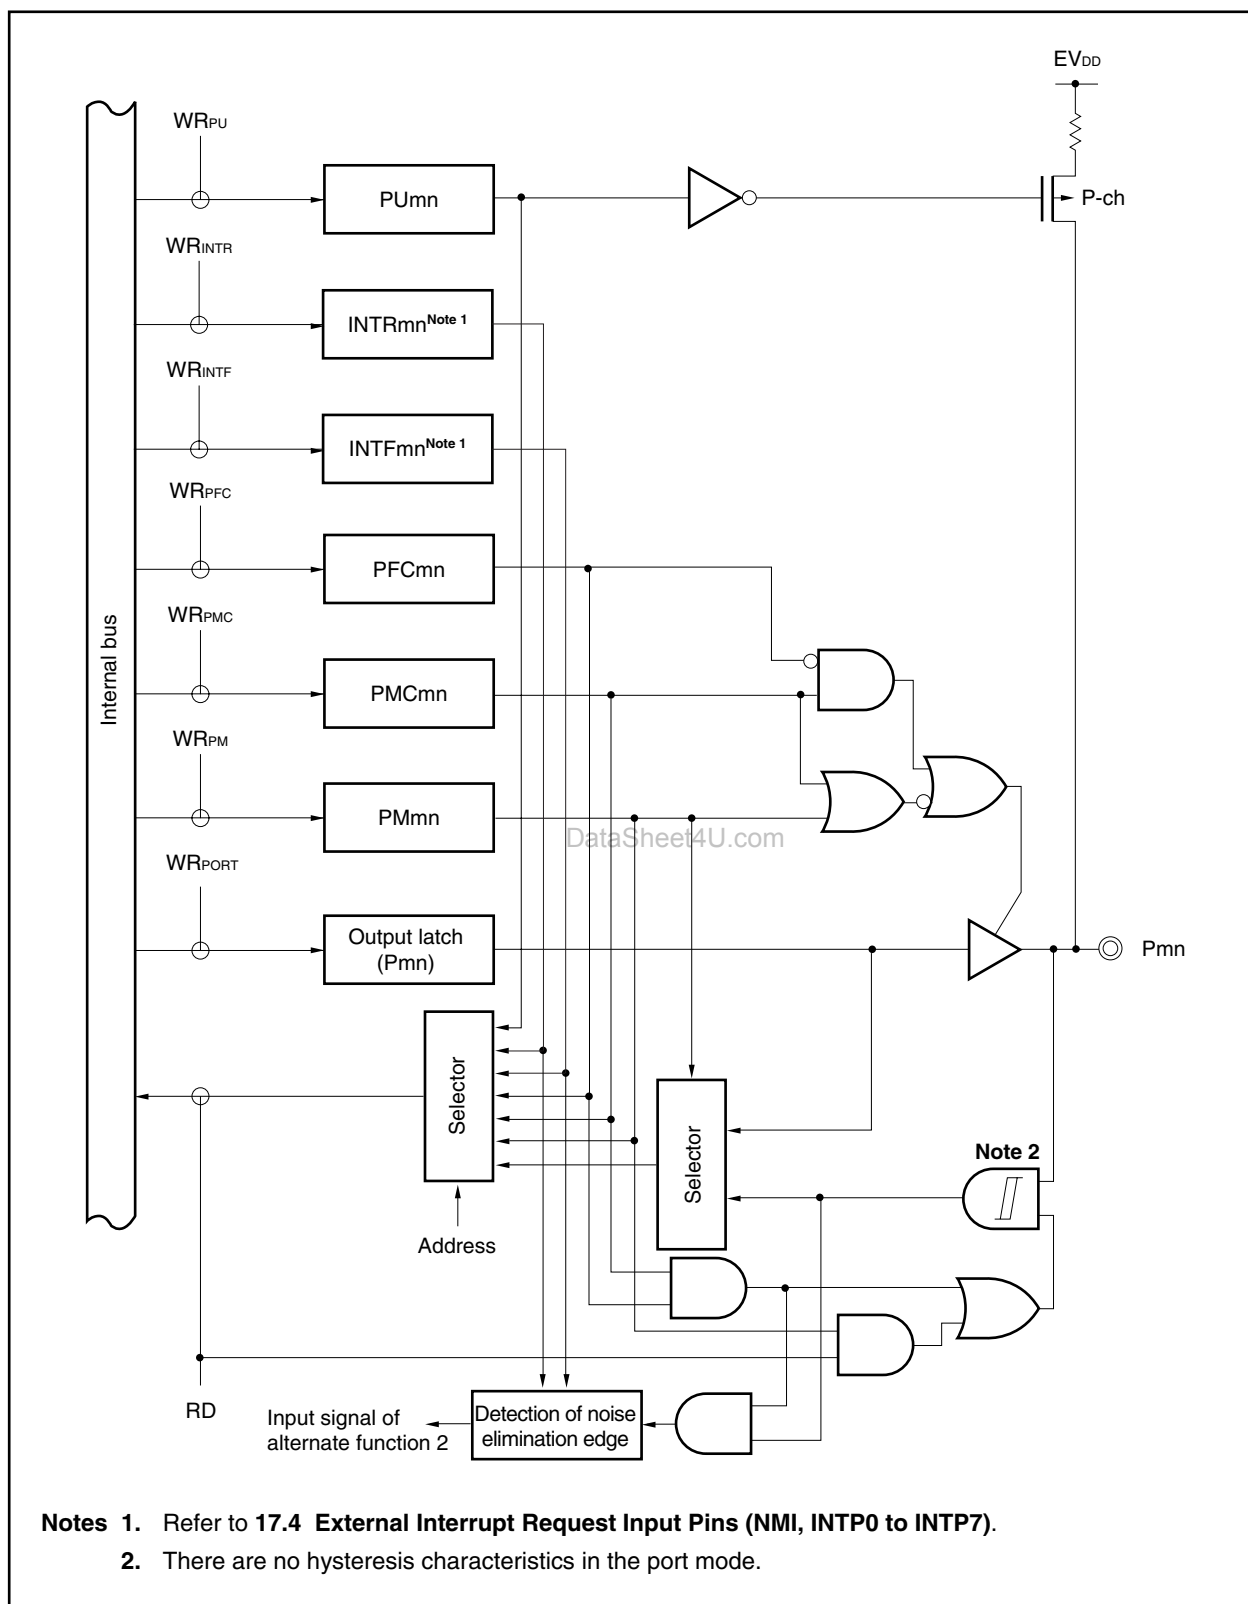 EVDD
WRPU
PUmn
P-ch
WRINTR
INTRmnNote 1
WRINTF
INTFmnNote 1
WRPFC
PFCmn
WRPMC
PMCmn
Internal bus
WRPM
PMmn
DataSheet4U.com
WRPORT
Output latch
(Pmn)
Pmn
Selector
Selector
Note 2
Address
RD
Input signal of
alternate function 2
Detection of noise
elimination edge
Notes 1. Refer to 17.4 External Interrupt Request Input Pins (NMI, INTP0 to INTP7).
2. There are no hysteresis characteristics in the port mode.